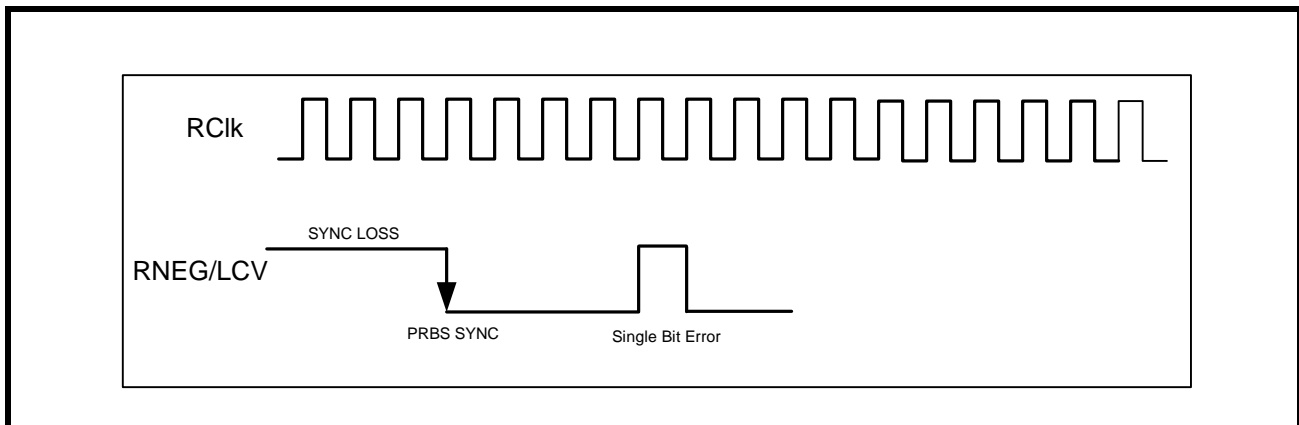 RClk
SYNC LOSS
RNEG/LCV
PRBS SYNC
Single Bit Error